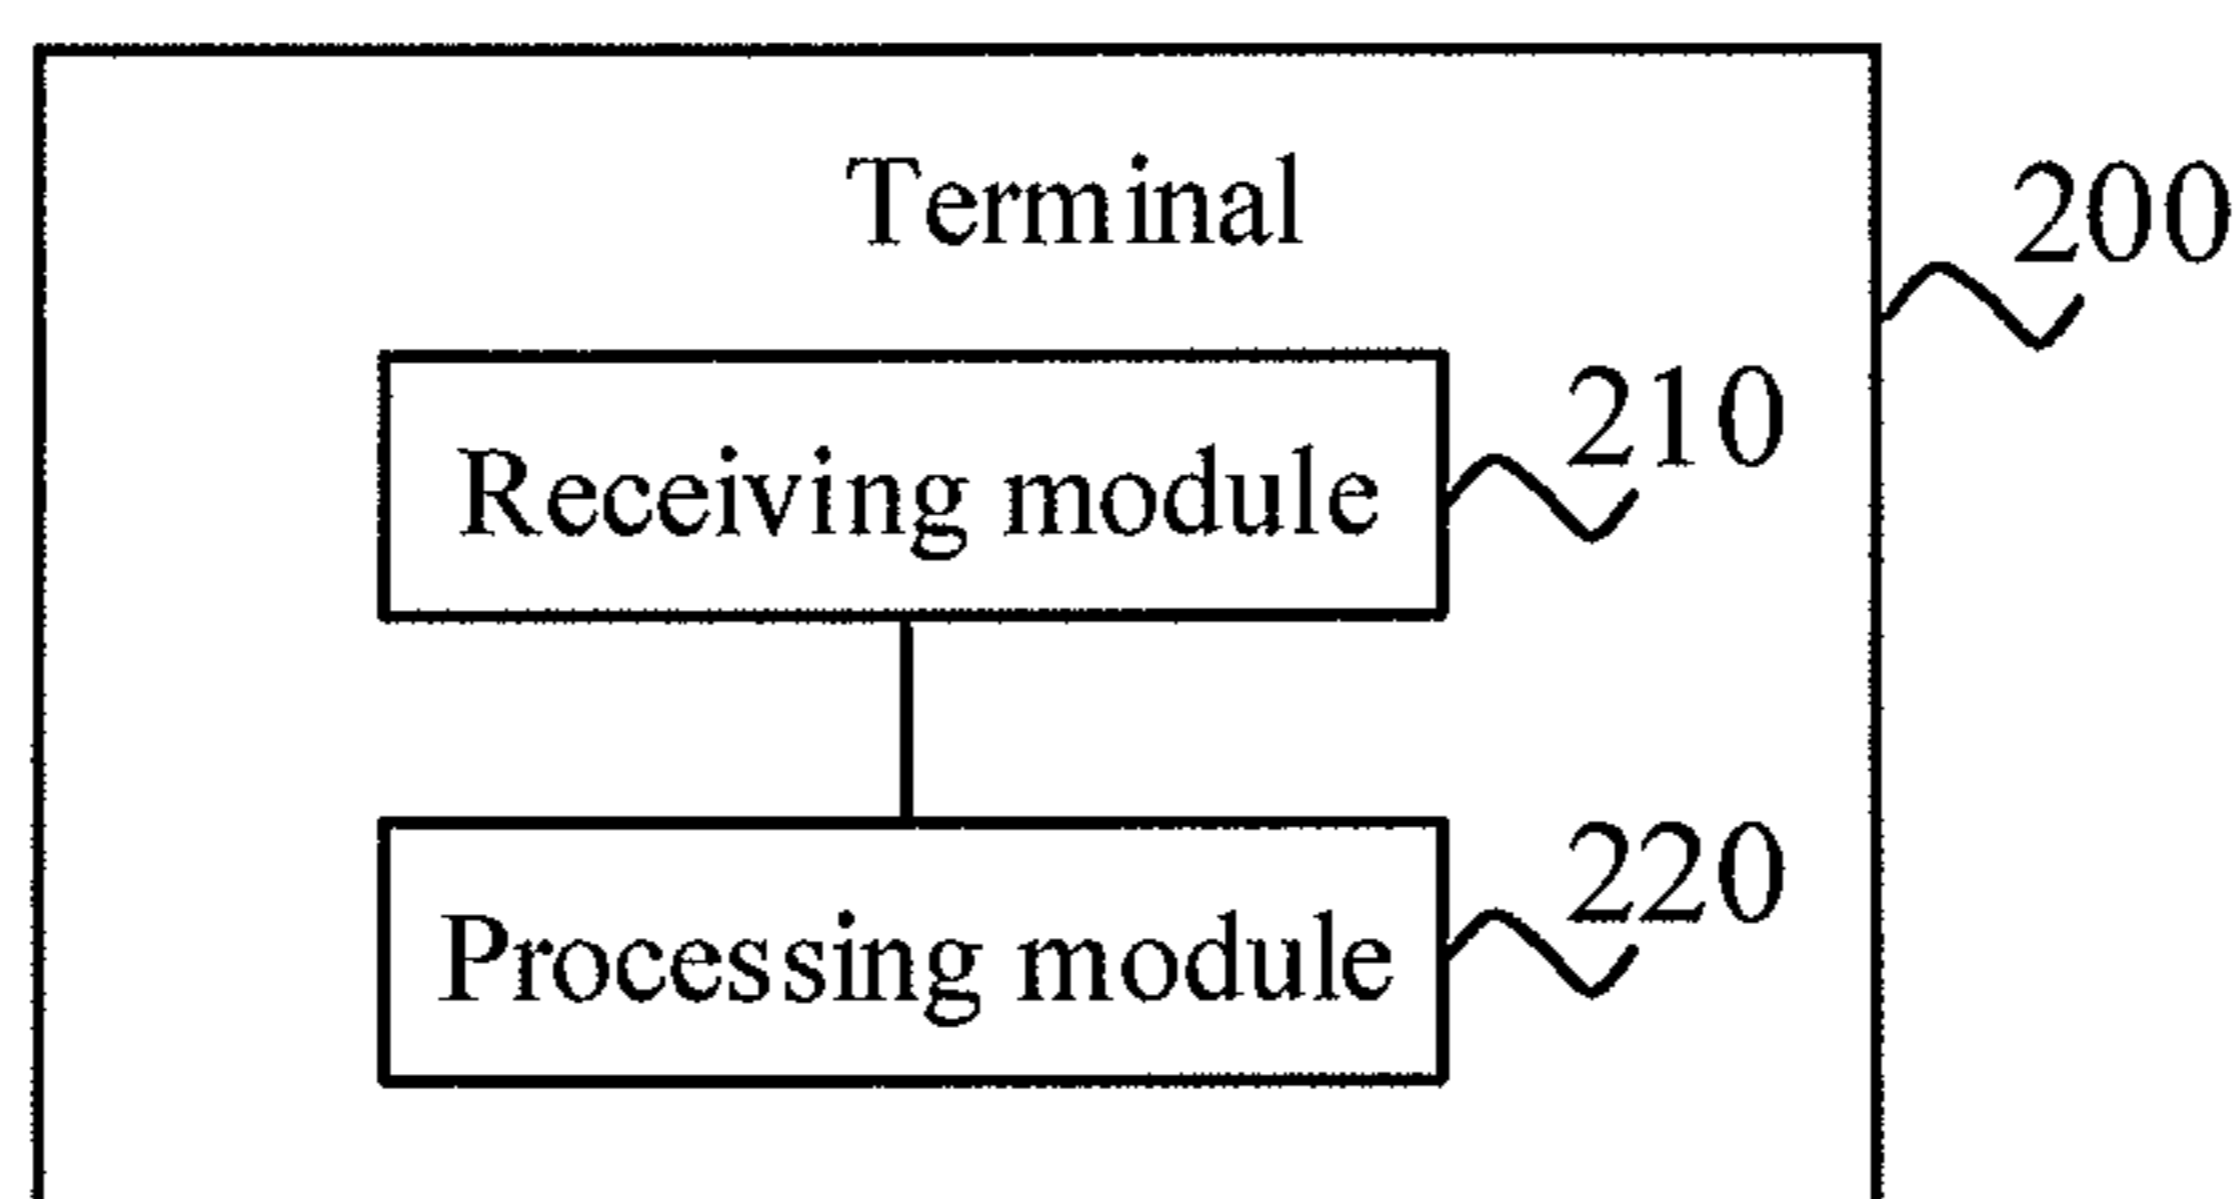 Terminal
200
210
Receiving module
220
Processing module